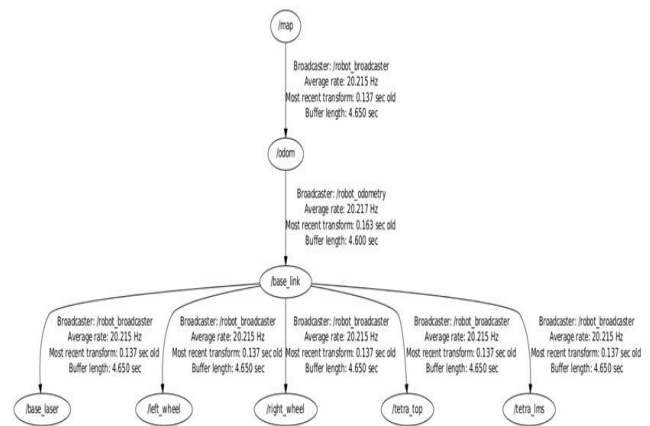 /map
Broadcaster: /robot_broadcaster
Average rate: 20.215 Hz
Most recent transform: 0.137 sec old
Buffer length: 4.650 sec
/odom
Broadcaster: /robot_odometry
Average rate: 20.217 Hz
Most recent transform: 0.163 sec old
Buffer length: 4.600 sec
/base_link
Broadcaster: /robot_broadcaster
Average rate: 20.215 Hz
Most recent transform: 0.137 sec old
Buffer length: 4.650 sec
Broadcaster: /robot_broadcaster
Average rate: 20.215 Hz
Most recent transform: 0.137 sec old
Buffer length: 4.650 sec
Broadcaster: /robot_broadcaster
Average rate: 20.215 Hz
Most recent transform: 0.137 sec old
Buffer length: 4.650 sec
Broadcaster: /robot_broadcaster
Average rate: 20.215 Hz
Most recent transform: 0.137 sec old
Buffer length: 4.650 sec
Broadcaster: /robot_broadcaster
Average rate: 20.215 Hz
Most recent transform: 0.137 sec old
Buffer length: 4.650 sec
/base_laser
/left_wheel
/right_wheel
/tetra_top
/tetra_lms